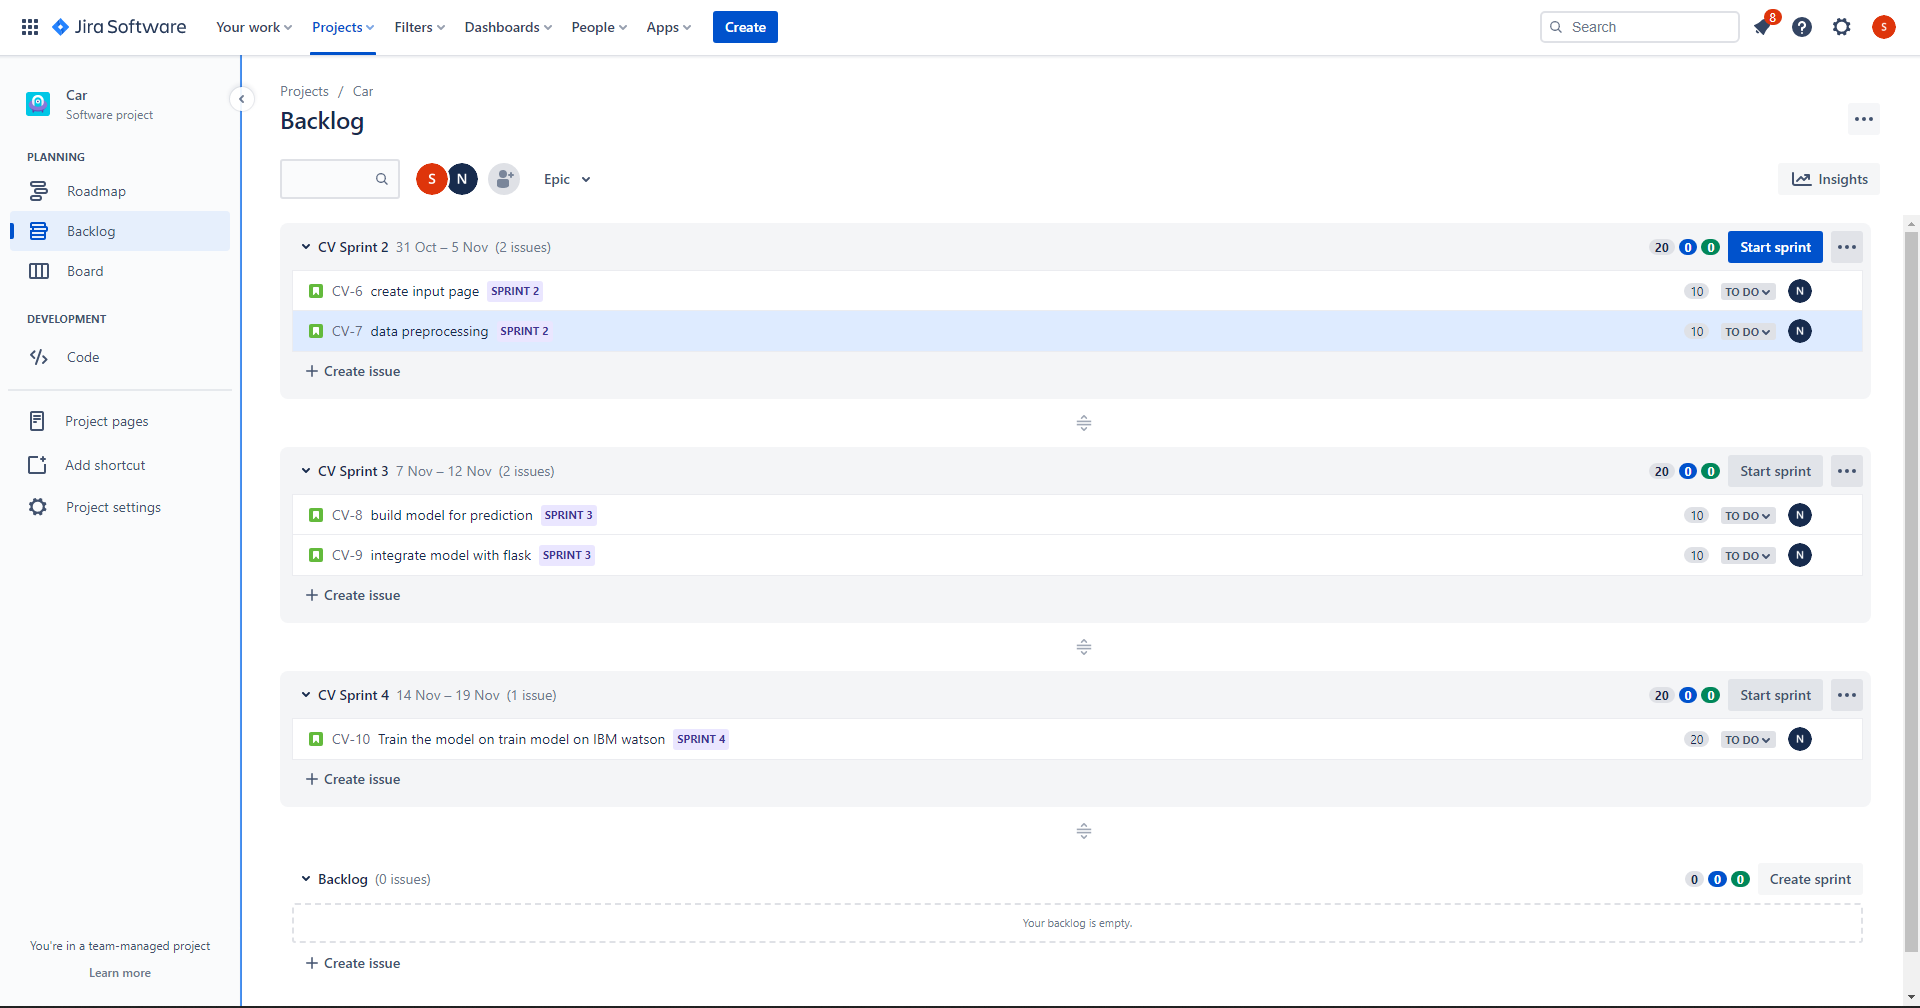 Jira Software Your work Projects Filters Dashboards People Apps Create Search 8 S
Car
Software project
PLANNING
Roadmap
Backlog
Board
DEVELOPMENT
Code
Project pages
Add shortcut
Project settings
You're in a team-managed project
Learn more
Projects / Car
Backlog
S N Epic Insights
CV Sprint 2 31 Oct – 5 Nov (2 issues) 20 0 0 Start sprint
CV-6 create input page SPRINT 2 10 TO DO N
CV-7 data preprocessing SPRINT 2 10 TO DO N
+ Create issue
CV Sprint 3 7 Nov – 12 Nov (2 issues) 20 0 0 Start sprint
CV-8 build model for prediction SPRINT 3 10 TO DO N
CV-9 integrate model with flask SPRINT 3 10 TO DO N
+ Create issue
CV Sprint 4 14 Nov – 19 Nov (1 issue) 20 0 0 Start sprint
CV-10 Train the model on train model on IBM watson SPRINT 4 20 TO DO N
+ Create issue
Backlog (0 issues) 0 0 0 Create sprint
Your backlog is empty.
+ Create issue